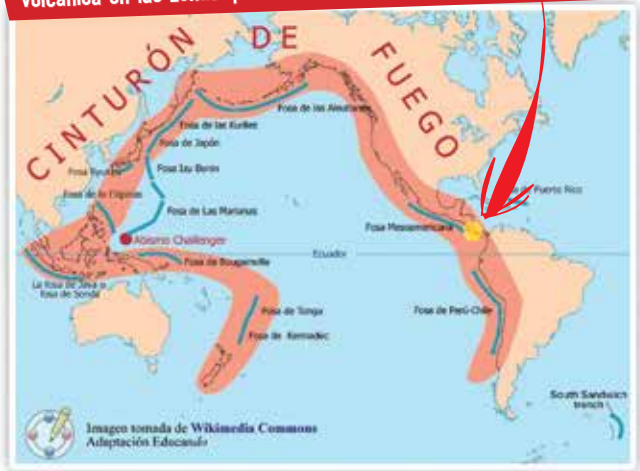 CINTURÓN DE FUEGO
Fosa de las Aleutianas
Fosa de las Kuriles
Fosa de Japón
Fosa Ryukyu
Fosa Izu Bonin
Fosa de Las Marianas
Abismo Challenger
Fosa de Bougainville
La fosa de Java o
fosa de Sonda
Fosa de Tonga
Fosa de Kermadec
Ecuador
de Puerto Rico
Fosa Mesoamericana
Fosa de Perú-Chile
South Sandwich
trench
Imagen tomada de Wikimedia Commons
Adaptación Educando